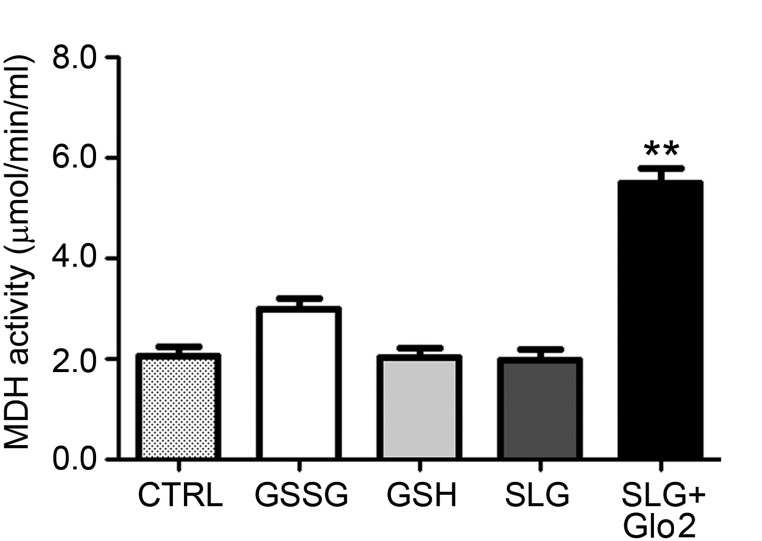 MDH activity (μmol/min/ml)
8.0
6.0
4.0
2.0
0.0
**
CTRL
GSSG
GSH
SLG
SLG+
Glo2